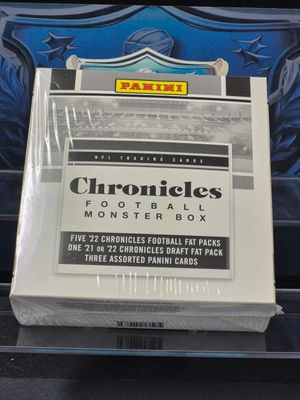 PANINI
NFL TRADING CARDS
Chronicles
FOOTBALL
MONSTER BOX
FIVE '22 CHRONICLES FOOTBALL FAT PACKS
ONE '21 OR '22 CHRONICLES DRAFT FAT PACK
THREE ASSORTED PANINI CARDS